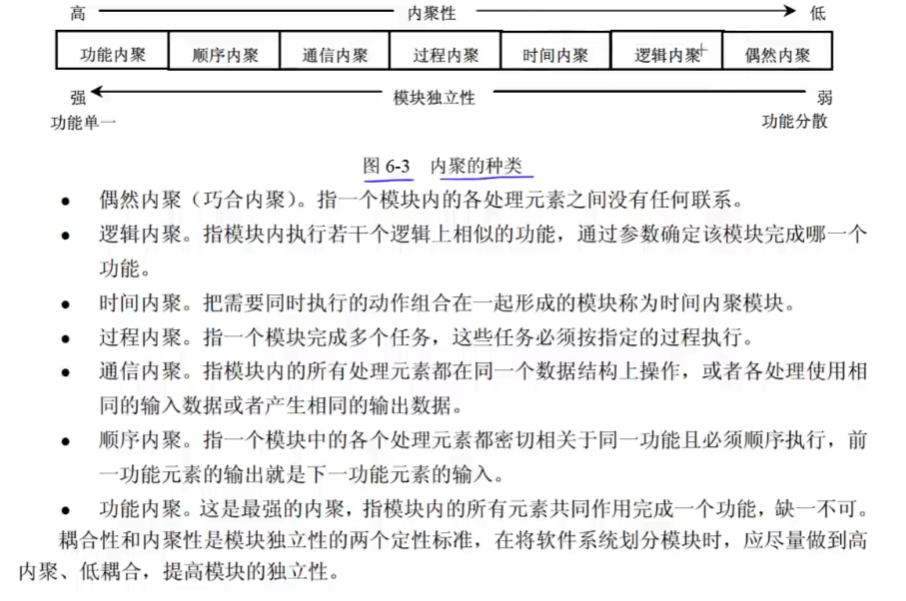 高 内聚性 低
功能内聚 顺序内聚 通信内聚 过程内聚 时间内聚 逻辑内聚 偶然内聚
强 模块独立性 弱
功能单一 功能分散
图 6-3 内聚的种类
● 偶然内聚（巧合内聚）。指一个模块内的各处理元素之间没有任何联系。
● 逻辑内聚。指模块内执行若干个逻辑上相似的功能，通过参数确定该模块完成哪一个
功能。
● 时间内聚。把需要同时执行的动作组合在一起形成的模块称为时间内聚模块。
● 过程内聚。指一个模块完成多个任务，这些任务必须按指定的过程执行。
● 通信内聚。指模块内的所有处理元素都在同一个数据结构上操作，或者各处理使用相
同的输入数据或者产生相同的输出数据。
● 顺序内聚。指一个模块中的各个处理元素都密切相关于同一功能且必须顺序执行，前
一功能元素的输出就是下一功能元素的输入。
● 功能内聚。这是最强的内聚，指模块内的所有元素共同作用完成一个功能，缺一不可。
耦合性和内聚性是模块独立性的两个定性标准，在将软件系统划分模块时，应尽量做到高
内聚、低耦合，提高模块的独立性。